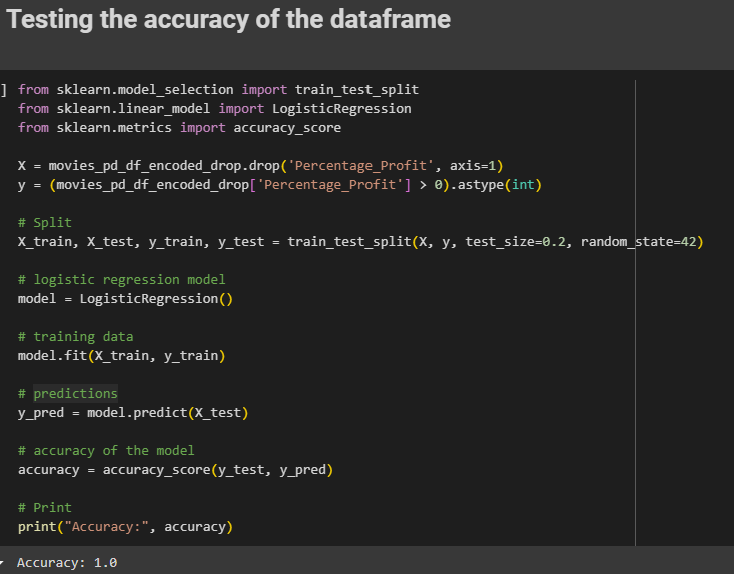 Testing the accuracy of the dataframe
] from sklearn.model_selection import train_test_split
from sklearn.linear_model import LogisticRegression
from sklearn.metrics import accuracy_score
X = movies_pd_df_encoded_drop.drop('Percentage_Profit', axis=1)
y = (movies_pd_df_encoded_drop['Percentage_Profit'] > 0).astype(int)
# Split
X_train, X_test, y_train, y_test = train_test_split(X, y, test_size=0.2, random_state=42)
# logistic regression model
model = LogisticRegression()
# training data
model.fit(X_train, y_train)
# predictions
y_pred = model.predict(X_test)
# accuracy of the model
accuracy = accuracy_score(y_test, y_pred)
# Print
print("Accuracy:", accuracy)
Accuracy: 1.0